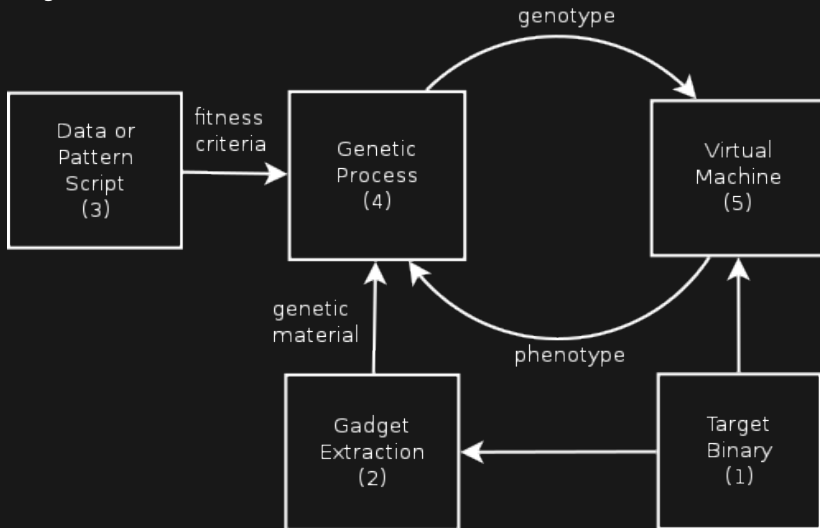 genotype
Data or
Pattern
Script
(3)
fitness
criteria
Genetic
Process
(4)
Virtual
Machine
(5)
genetic
material
phenotype
Gadget
Extraction
(2)
Target
Binary
(1)